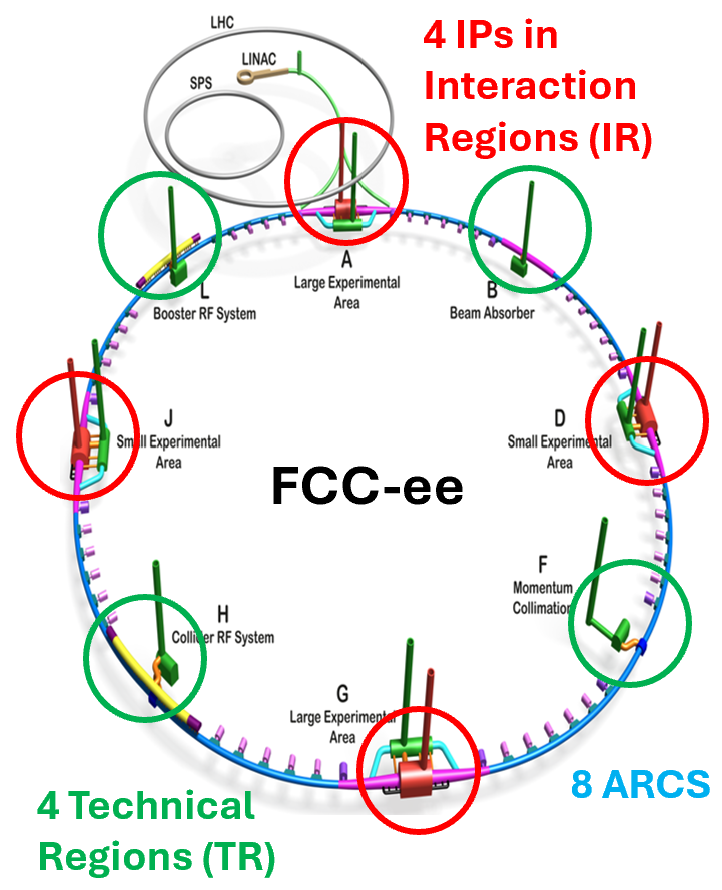 LHC
LINAC
SPS
4 IPs in
Interaction
Regions (IR)
A
Large Experimental
Area
L
Booster RF System
B
Beam Absorber
J
Small Experimental
Area
D
Small Experimental
Area
FCC-ee
F
Momentum
Collimation
H
Collider RF System
G
Large Experimental
Area
8 ARCS
4 Technical
Regions (TR)